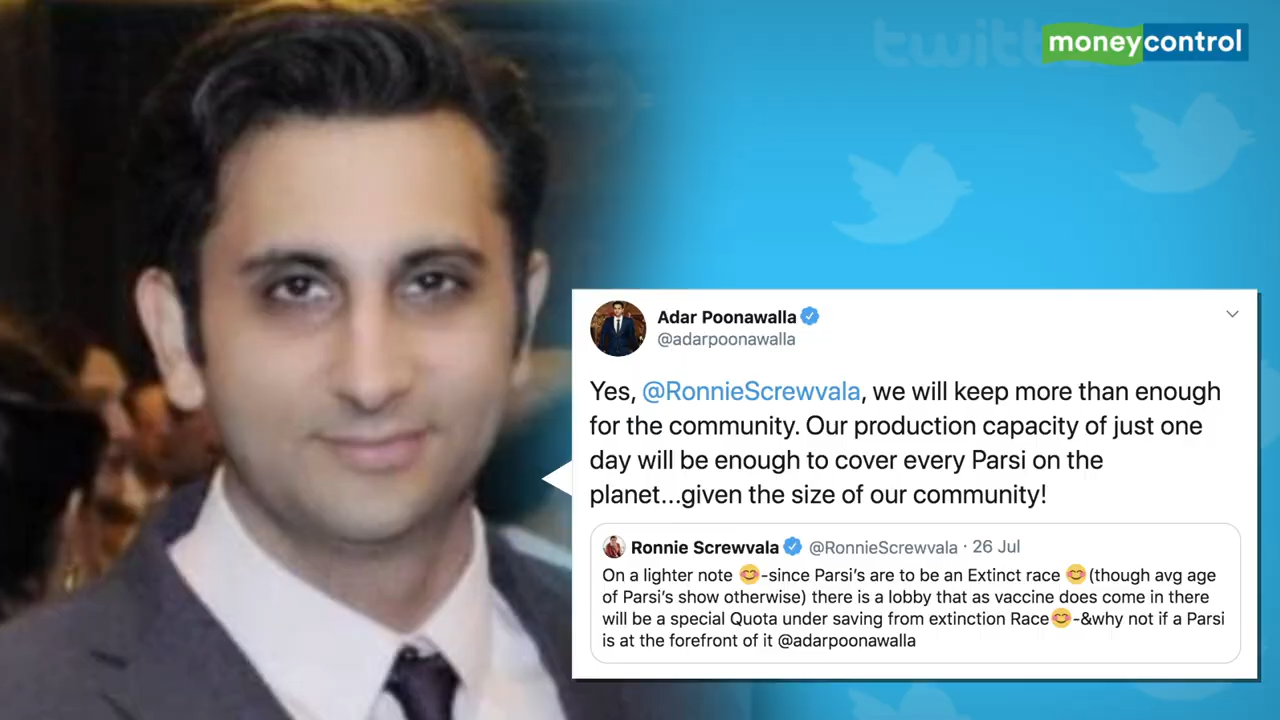 twitt
moneycontrol
Adar Poonawalla
@adarpoonawalla
Yes, @RonnieScrewvala, we will keep more than enough
for the community. Our production capacity of just one
day will be enough to cover every Parsi on the
planet...given the size of our community!
Ronnie Screwvala @RonnieScrewvala · 26 Jul
On a lighter note 😊-since Parsi's are to be an Extinct race 😊(though avg age
of Parsi's show otherwise) there is a lobby that as vaccine does come in there
will be a special Quota under saving from extinction Race😊-&why not if a Parsi
is at the forefront of it @adarpoonawalla